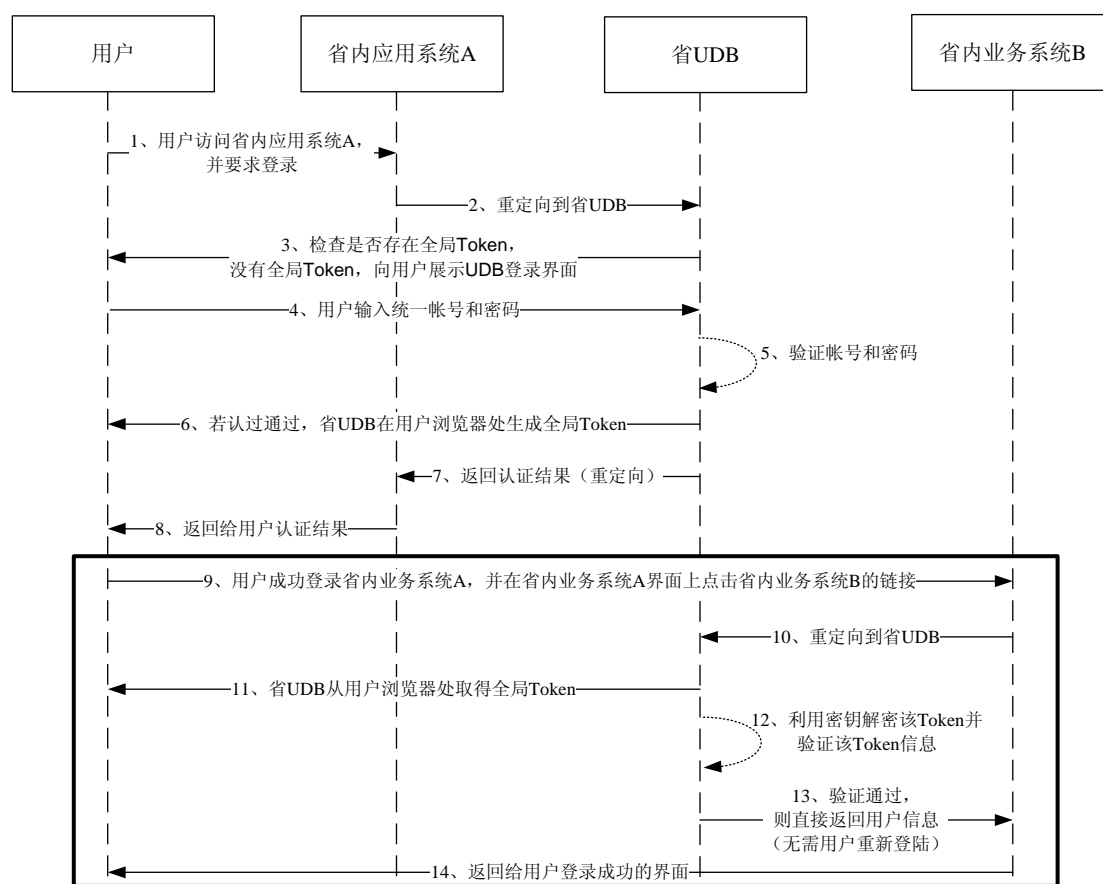 用户
省内应用系统A
省UDB
省内业务系统B
1、用户访问省内应用系统A，
并要求登录
2、重定向到省UDB
3、检查是否存在全局Token，
没有全局Token，向用户展示UDB登录界面
4、用户输入统一帐号和密码
5、验证帐号和密码
6、若认过通过，省UDB在用户浏览器处生成全局Token
7、返回认证结果（重定向）
8、返回给用户认证结果
9、用户成功登录省内业务系统A，并在省内业务系统A界面上点击省内业务系统B的链接
10、重定向到省UDB
11、省UDB从用户浏览器处取得全局Token
12、利用密钥解密该Token并
验证该Token信息
13、验证通过，
则直接返回用户信息
（无需用户重新登陆）
14、返回给用户登录成功的界面